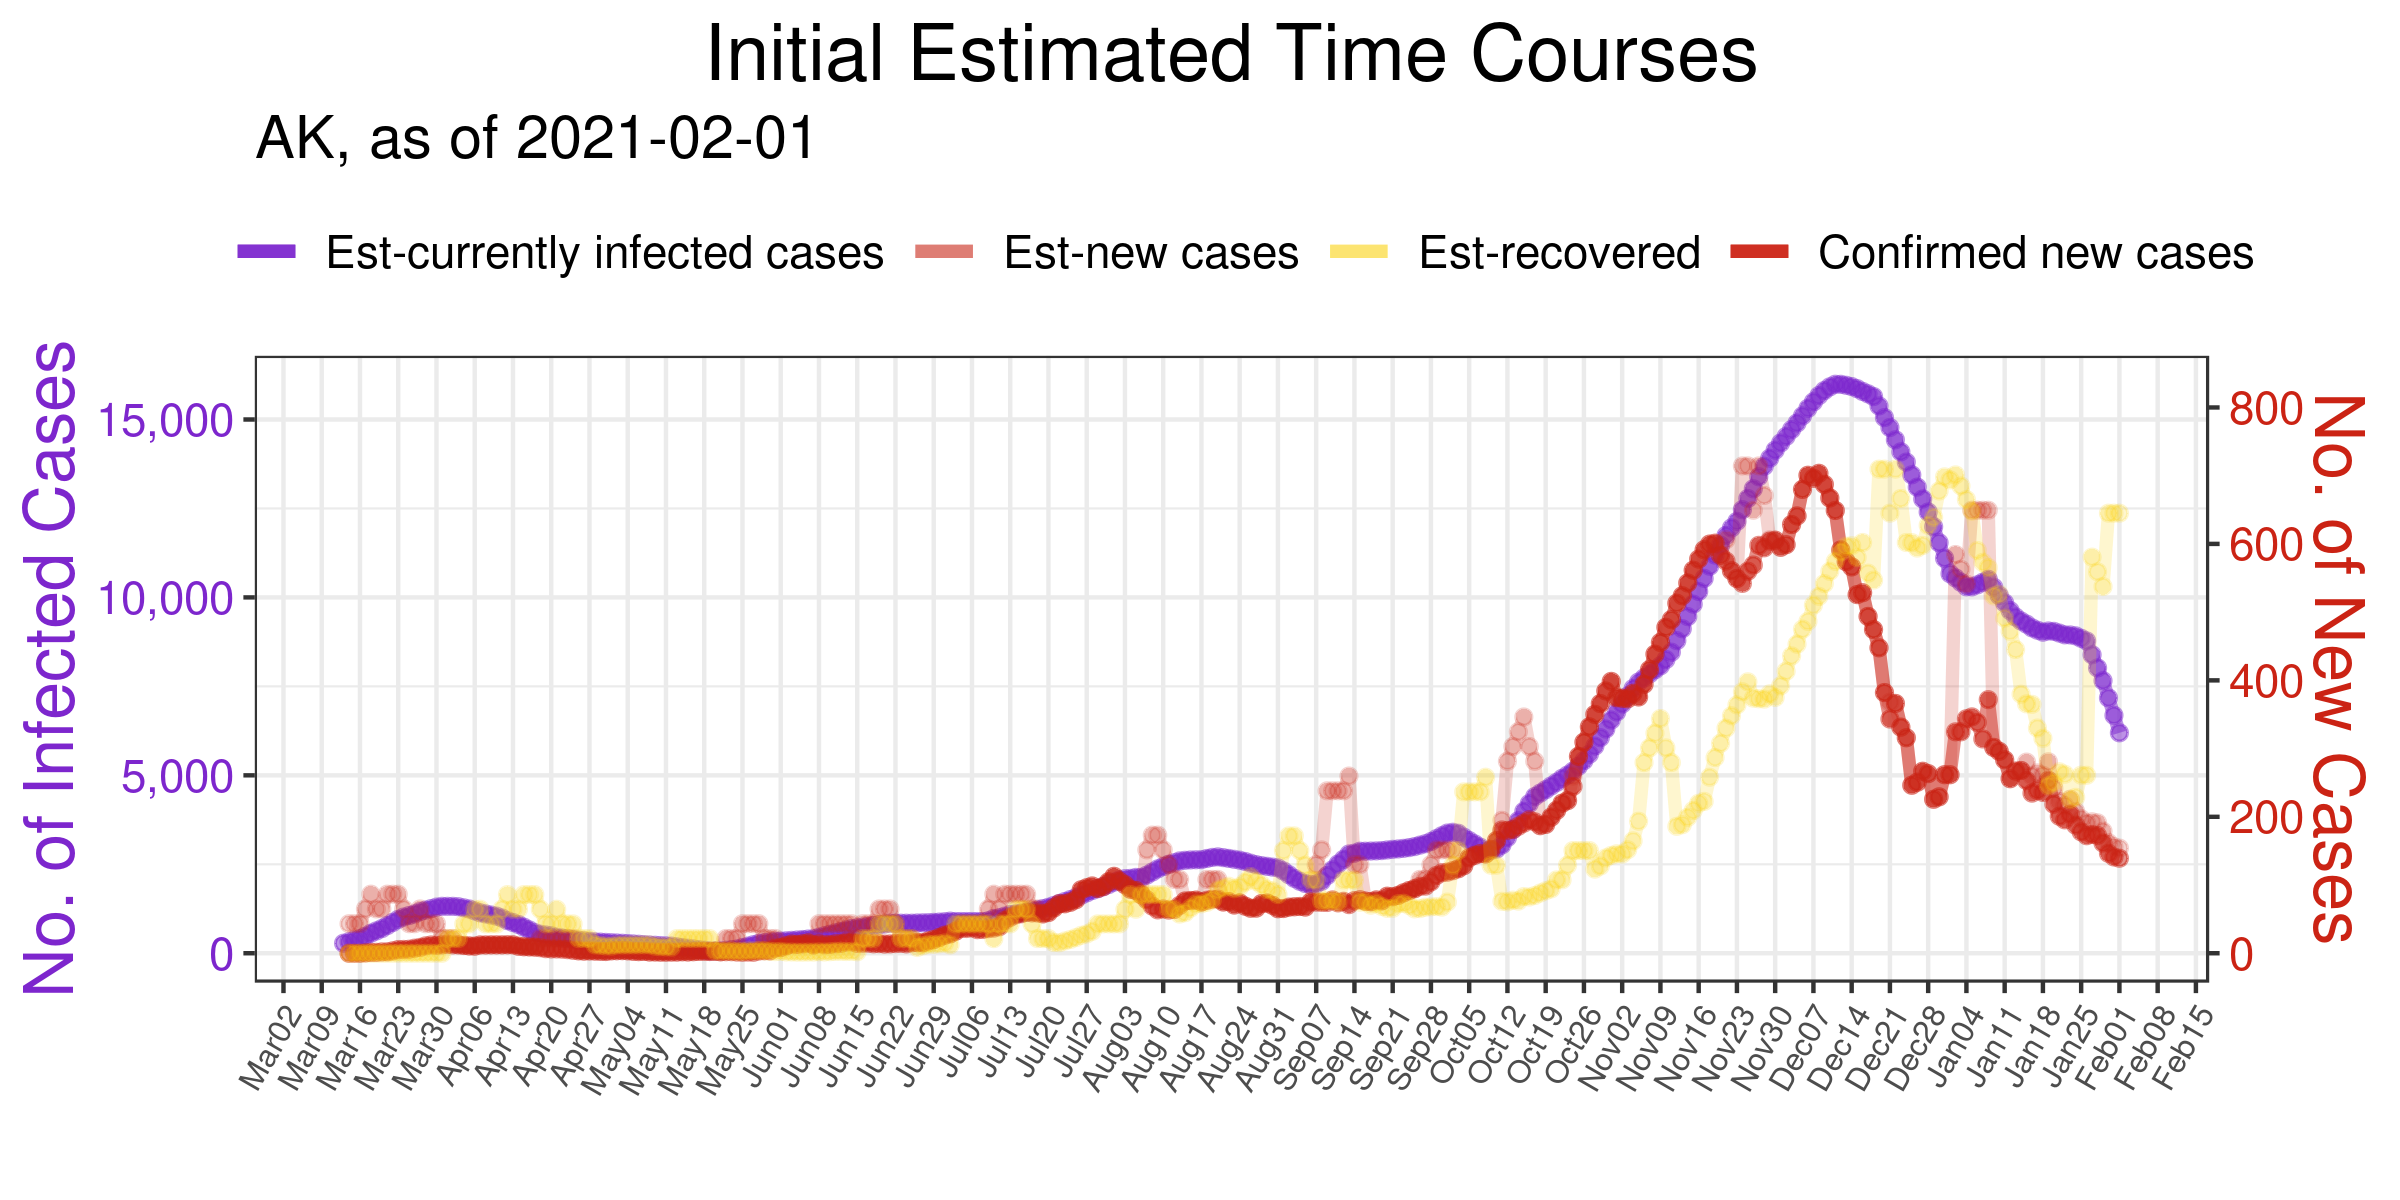 Initial Estimated Time Courses
AK, as of 2021-02-01
Est-currently infected cases
Est-new cases
Est-recovered
Confirmed new cases
No. of Infected Cases
15,000
10,000
5,000
0
No. of New Cases
800
600
400
200
0
Mar02
Mar09
Mar16
Mar23
Mar30
Apr06
Apr13
Apr20
Apr27
May04
May11
May18
May25
Jun01
Jun08
Jun15
Jun22
Jun29
Jul06
Jul13
Jul20
Jul27
Aug03
Aug10
Aug17
Aug24
Aug31
Sep07
Sep14
Sep21
Sep28
Oct05
Oct12
Oct19
Oct26
Nov02
Nov09
Nov16
Nov23
Nov30
Dec07
Dec14
Dec21
Dec28
Jan04
Jan11
Jan18
Jan25
Feb01
Feb08
Feb15